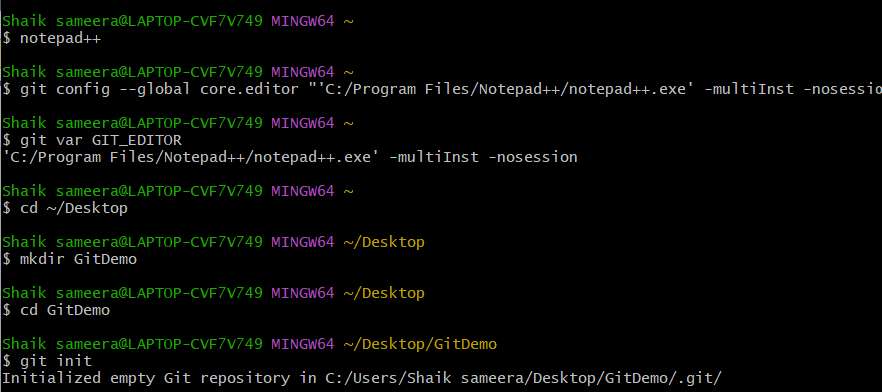 Shaik sameera@LAPTOP-CVF7V749 MINGW64 ~
$ notepad++
Shaik sameera@LAPTOP-CVF7V749 MINGW64 ~
$ git config --global core.editor "'C:/Program Files/Notepad++/notepad++.exe' -multiInst -nosessio
Shaik sameera@LAPTOP-CVF7V749 MINGW64 ~
$ git var GIT_EDITOR
'C:/Program Files/Notepad++/notepad++.exe' -multiInst -nosession
Shaik sameera@LAPTOP-CVF7V749 MINGW64 ~
$ cd ~/Desktop
Shaik sameera@LAPTOP-CVF7V749 MINGW64 ~/Desktop
$ mkdir GitDemo
Shaik sameera@LAPTOP-CVF7V749 MINGW64 ~/Desktop
$ cd GitDemo
Shaik sameera@LAPTOP-CVF7V749 MINGW64 ~/Desktop/GitDemo
$ git init
Initialized empty Git repository in C:/Users/Shaik sameera/Desktop/GitDemo/.git/